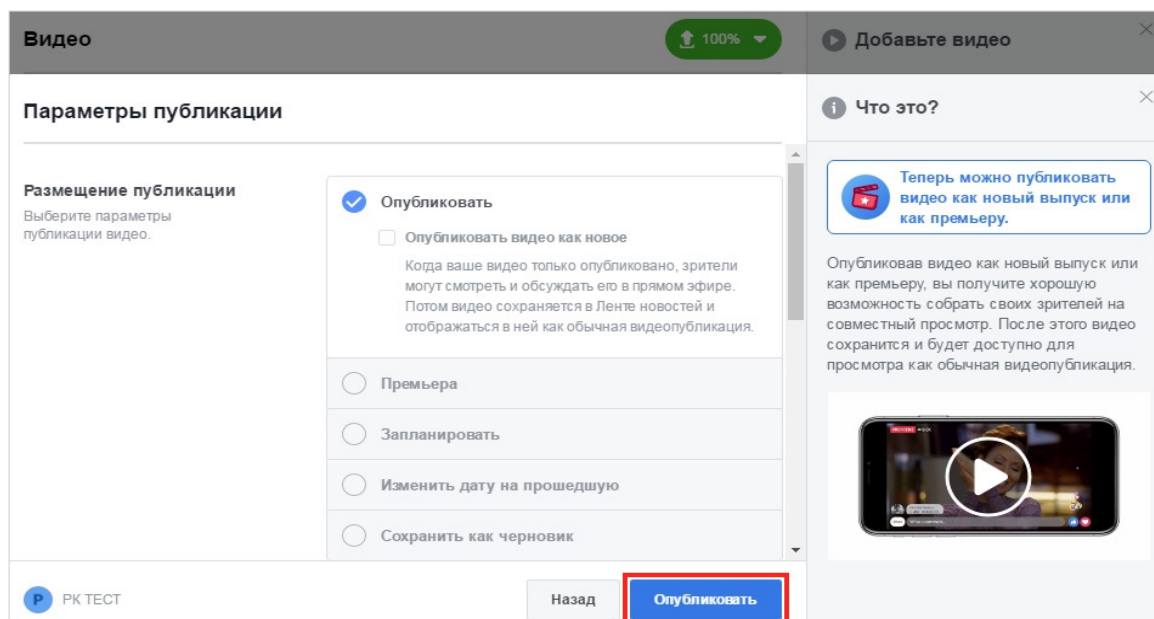 Видео
100%
Добавьте видео
Параметры публикации
Что это?
Размещение публикации
Выберите параметры
публикации видео.
Опубликовать
Опубликовать видео как новое
Когда ваше видео только опубликовано, зрители
могут смотреть и обсуждать его в прямом эфире.
Потом видео сохраняется в Ленте новостей и
отображаться в ней как обычная видеопубликация.
Премьера
Запланировать
Изменить дату на прошедшую
Сохранить как черновик
Теперь можно публиковать
видео как новый выпуск или
как премьеру.
Опубликовав видео как новый выпуск или
как премьеру, вы получите хорошую
возможность собрать своих зрителей на
совместный просмотр. После этого видео
сохранится и будет доступно для
просмотра как обычная видеопубликация.
P РК ТЕСТ
Назад
Опубликовать